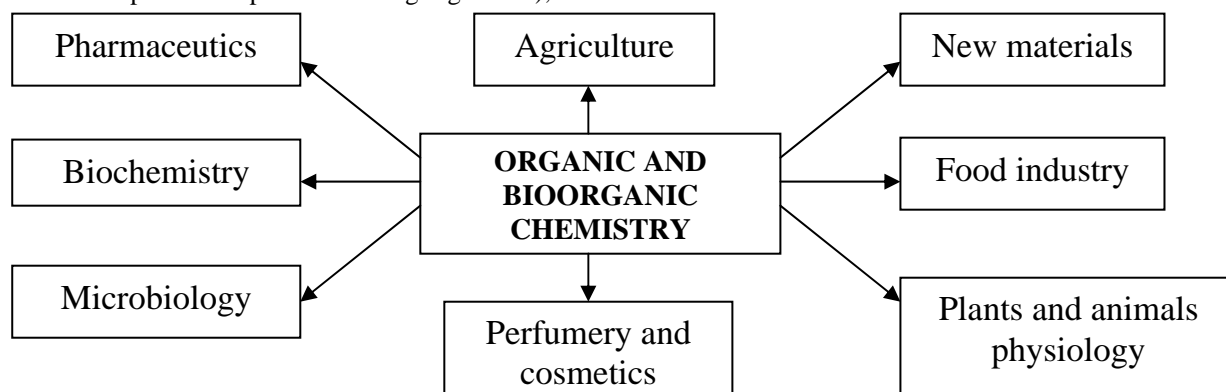 Pharmaceutics
Agriculture
New materials
Biochemistry
ORGANIC AND
BIOORGANIC
CHEMISTRY
Food industry
Microbiology
Perfumery and
cosmetics
Plants and animals
physiology